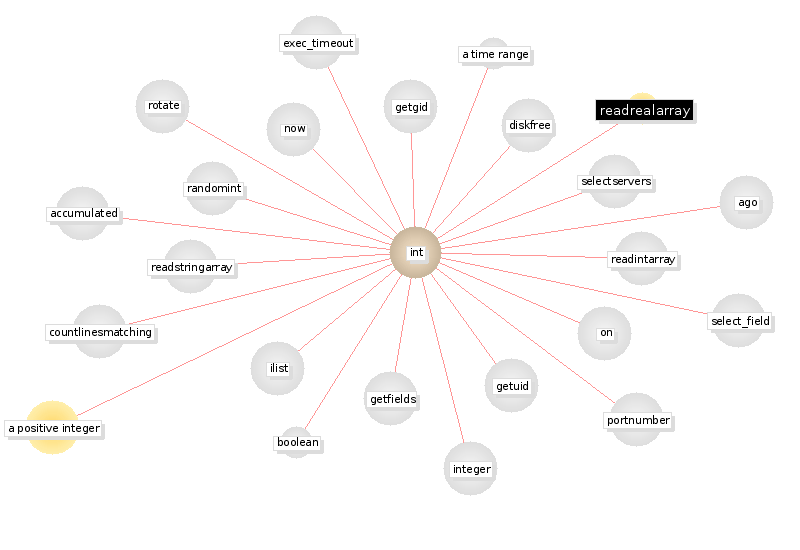 exec_timeout
a time range
rotate
getgid
readrealarray
now
diskfree
randomint
selectservers
accumulated
ago
int
readstringarray
readintarray
countlinesmatching
select_field
on
ilist
getuid
getfields
a positive integer
portnumber
boolean
integer